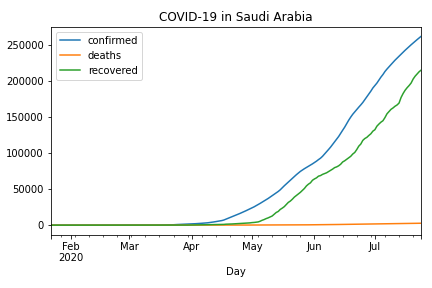 COVID-19 in Saudi Arabia
confirmed
deaths
recovered
250000
200000
150000
100000
50000
0
Feb Mar Apr May Jun Jul
2020
Day